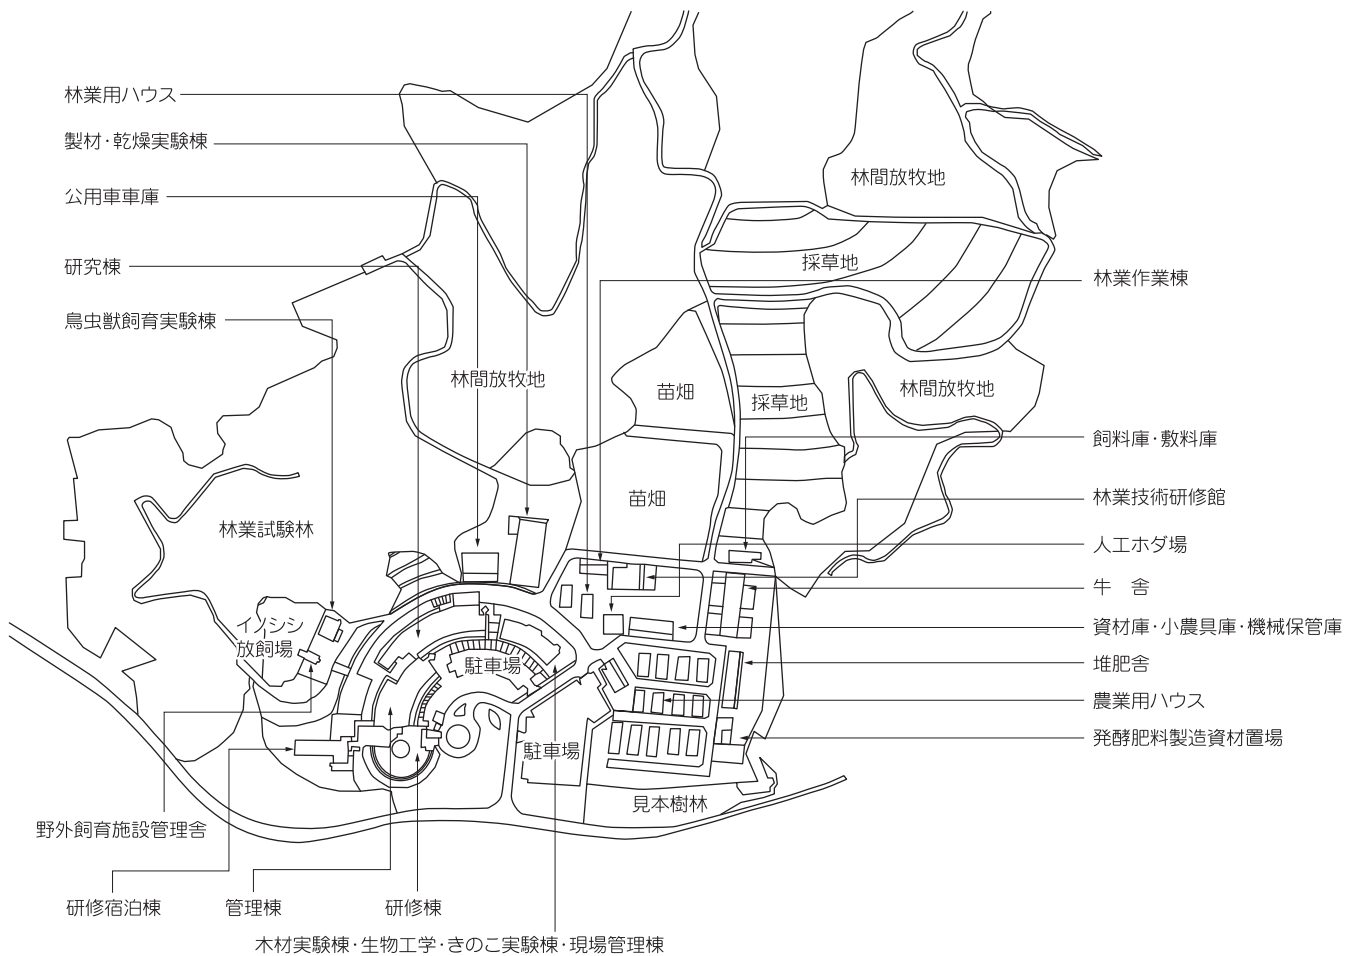 林業用ハウス
製材・乾燥実験棟
公用車車庫
研究棟
鳥虫獣飼育実験棟
林間放牧地
採草地
林業作業棟
林間放牧地
苗畑
採草地
林間放牧地
飼料庫・敷料庫
苗畑
林業技術研修館
林業試験林
人工ホダ場
牛　舎
イノシシ
放飼場
資材庫・小農具庫・機械保管庫
駐車場
堆肥舎
農業用ハウス
駐車場
発酵肥料製造資材置場
見本樹林
野外飼育施設管理舎
研修宿泊棟
管理棟
研修棟
木材実験棟・生物工学・きのこ実験棟・現場管理棟